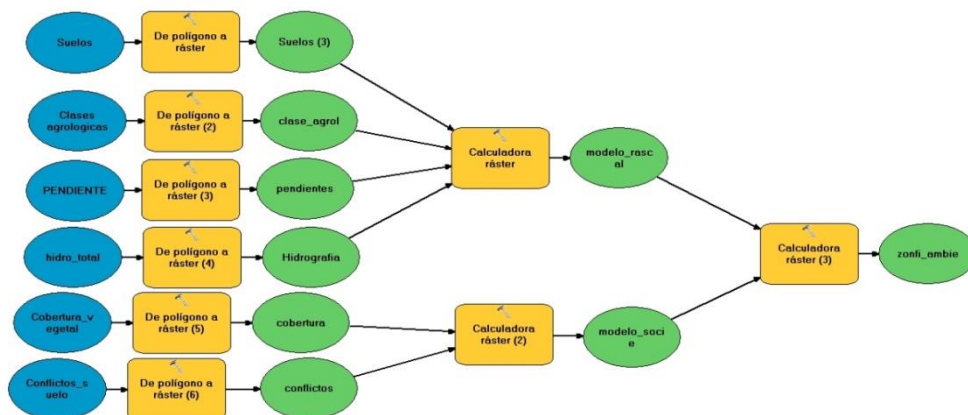 Suelos
De polígono a
ráster
Suelos (3)
Clases
agrologicas
De polígono a
ráster (2)
clase_agrol
PENDIENTE
De polígono a
ráster (3)
pendientes
hidro_total
De polígono a
ráster (4)
Hidrografia
Cobertura_v
egetal
De polígono a
ráster (5)
cobertura
Conflictos_s
uelo
De polígono a
ráster (6)
conflictos
Calculadora
ráster
modelo_rasc
al
Calculadora
ráster (2)
modelo_soci
e
Calculadora
ráster (3)
zonfi_ambie